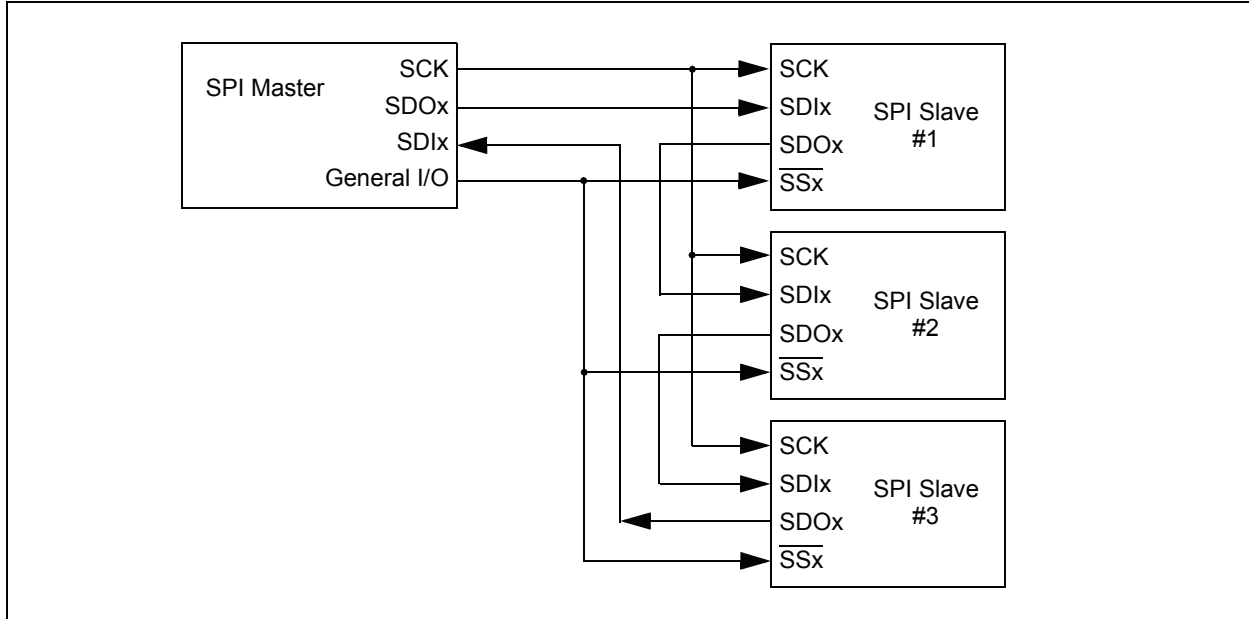 SPI Master
SCK
SDOx
SDIx
General I/O
SCK
SDIx
SDOx
SSx
SPI Slave
#1
SCK
SDIx
SDOx
SSx
SPI Slave
#2
SCK
SDIx
SDOx
SSx
SPI Slave
#3